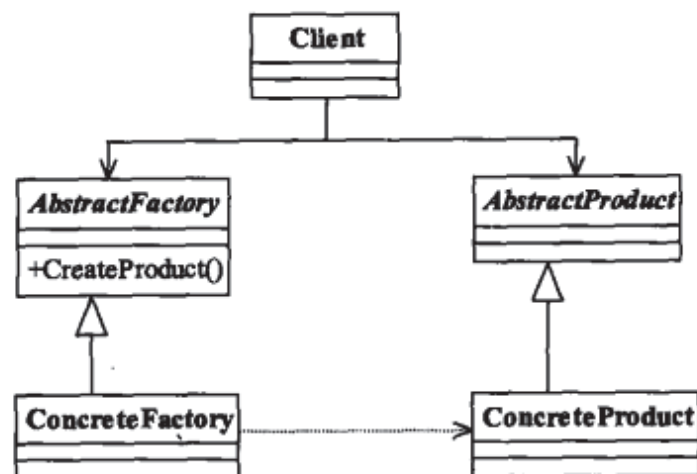 Client
AbstractFactory
AbstractProduct
+CreateProduct()
ConcreteFactory
ConcreteProduct